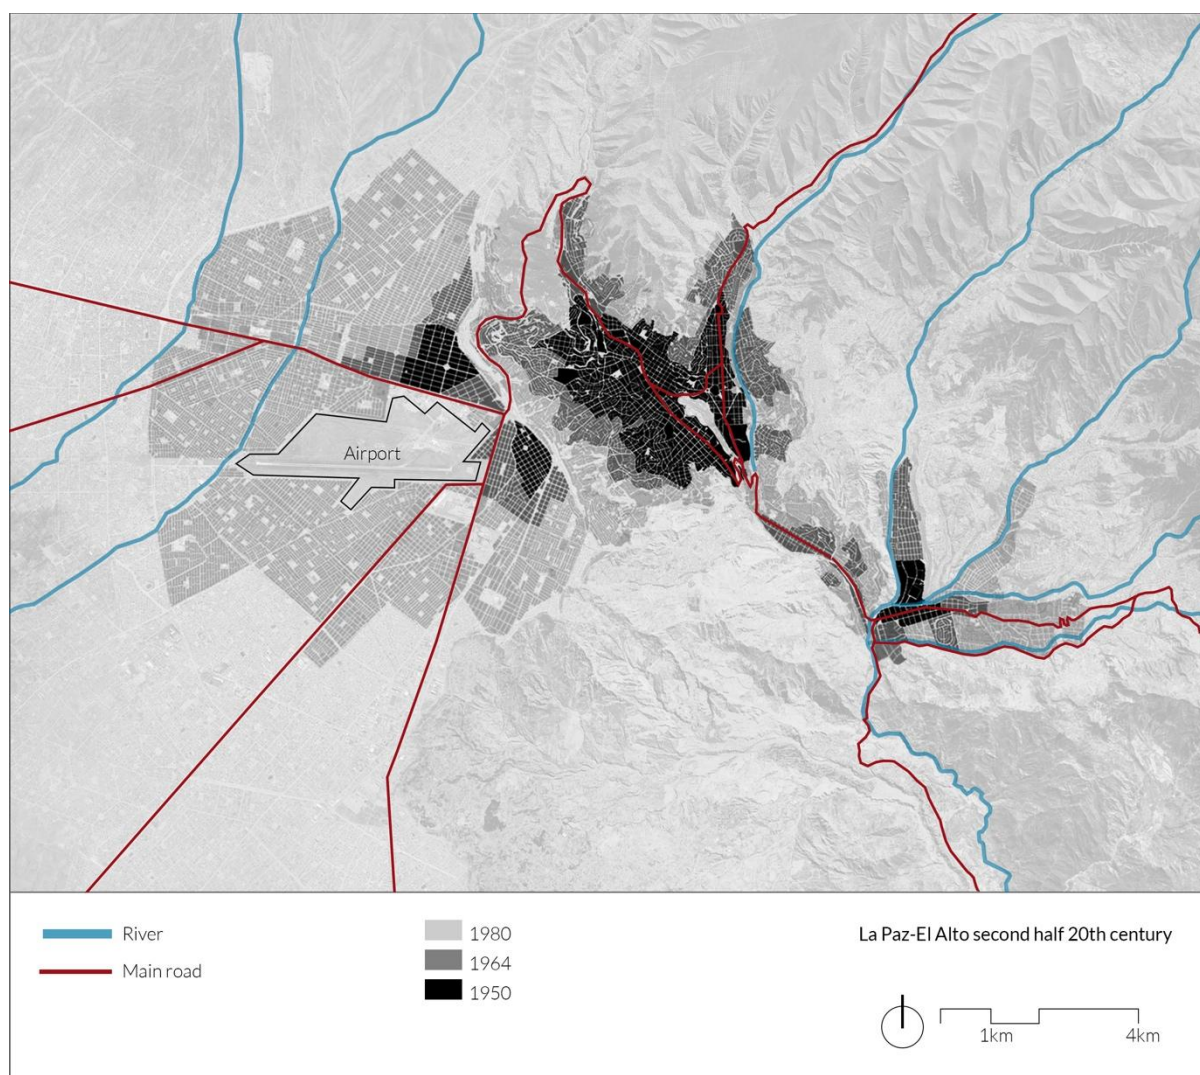 Airport
River
Main road
1980
1964
1950
La Paz-El Alto second half 20th century
1km
4km